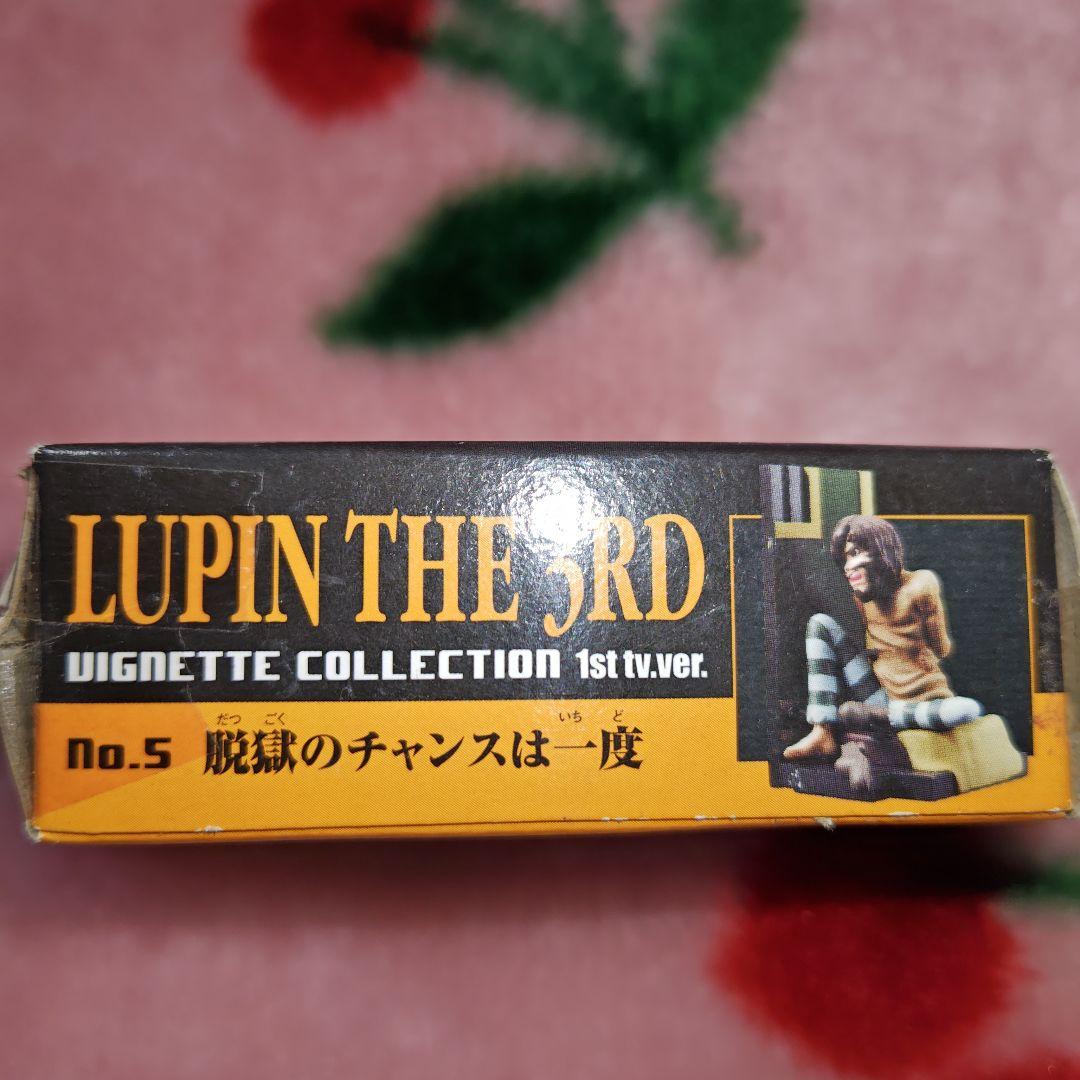 LUPIN THE 3RD
VIGNETTE COLLECTION 1st tv.ver.
だつ ごく いち ど
no.5 脱獄のチャンスは一度